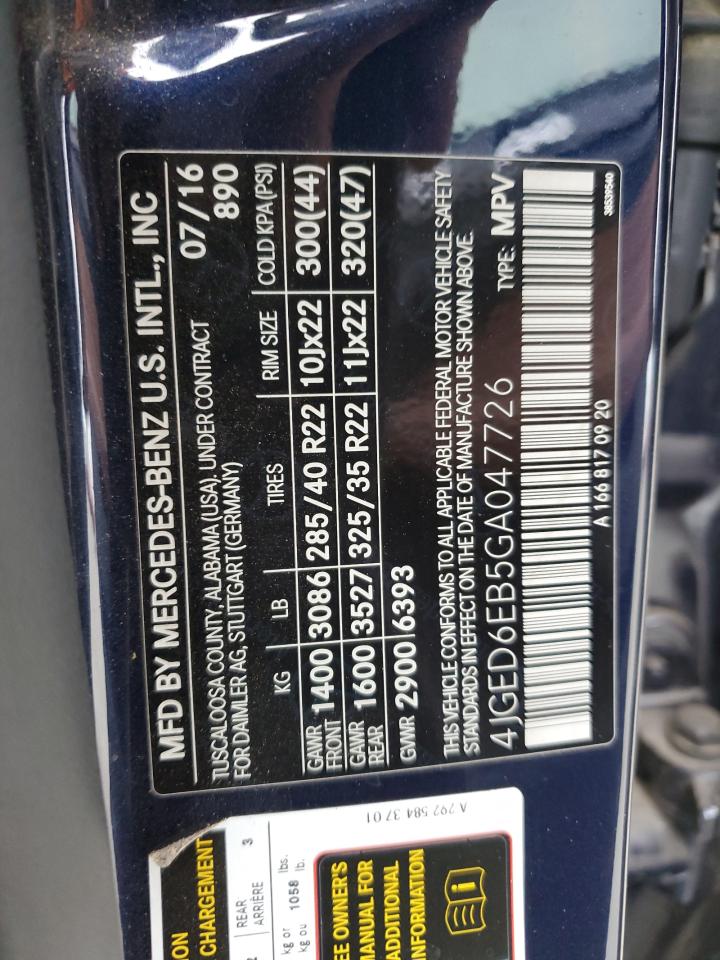 MFD BY MERCEDES-BENZ U.S. INTL., INC
TUSCALOOSA COUNTY, ALABAMA (USA), UNDER CONTRACT 07/16
FOR DAIMLER AG, STUTTGART (GERMANY) 890
KG LB TIRES RIM SIZE COLD KPA (PSI)
GAWR FRONT 1400 3086 285/40 R22 10Jx22 300(44)
GAWR REAR 1600 3527 325/35 R22 11Jx22 320(47)
GVWR 2900 6393
THIS VEHICLE CONFORMS TO ALL APPLICABLE FEDERAL MOTOR VEHICLE SAFETY
STANDARDS IN EFFECT ON THE DATE OF MANUFACTURE SHOWN ABOVE.
4JGED6EB5GA047726 TYPE: MPV
A 166 817 09 20 38539540
A 292 584 37 01
ION
CHARGEMENT
REAR 3
ARRIÈRE
kg or 1058 lbs.
kg ou lb.
EE OWNER'S
MANUAL FOR
ADDITIONAL
INFORMATION
i